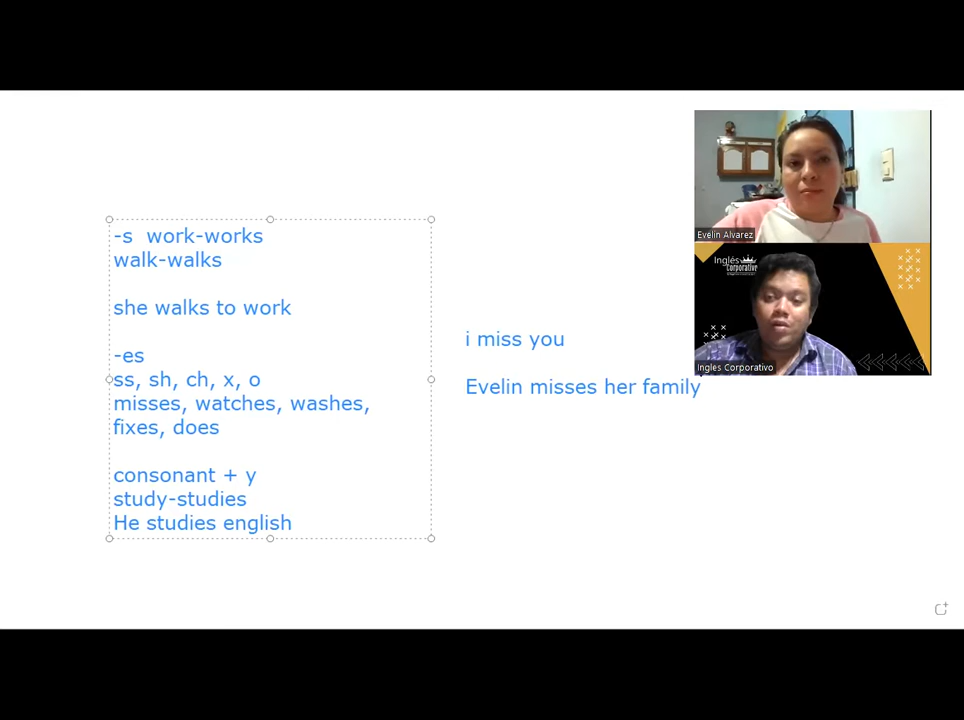 -s  work-works
walk-walks
she walks to work
-es
ss, sh, ch, x, o
misses, watches, washes,
fixes, does
consonant + y
study-studies
He studies english
i miss you
Evelin misses her family
Evelin Alvarez
Inglés
Corporative
Ingles Corporativo